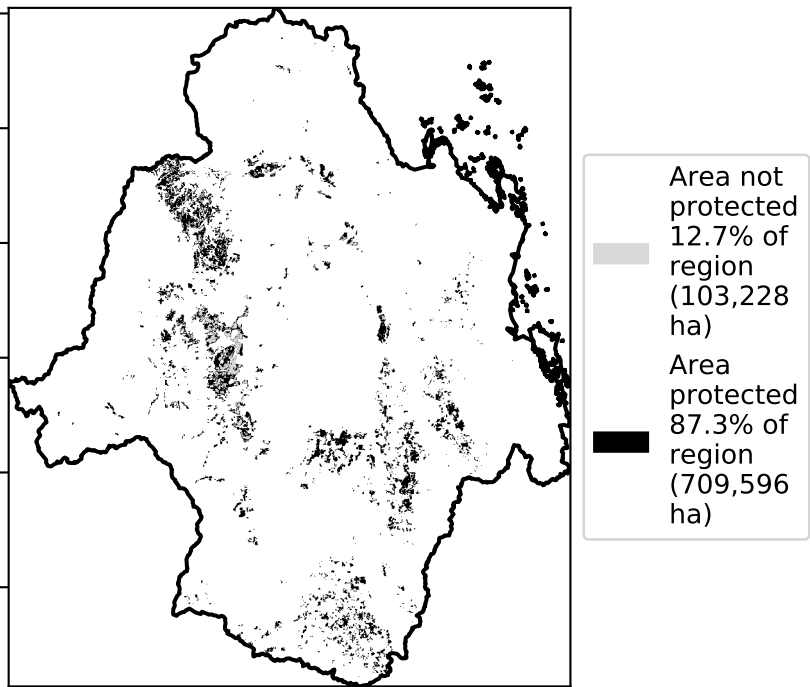 Area not
protected
12.7% of
region
(103,228
ha)
Area
protected
87.3% of
region
(709,596
ha)